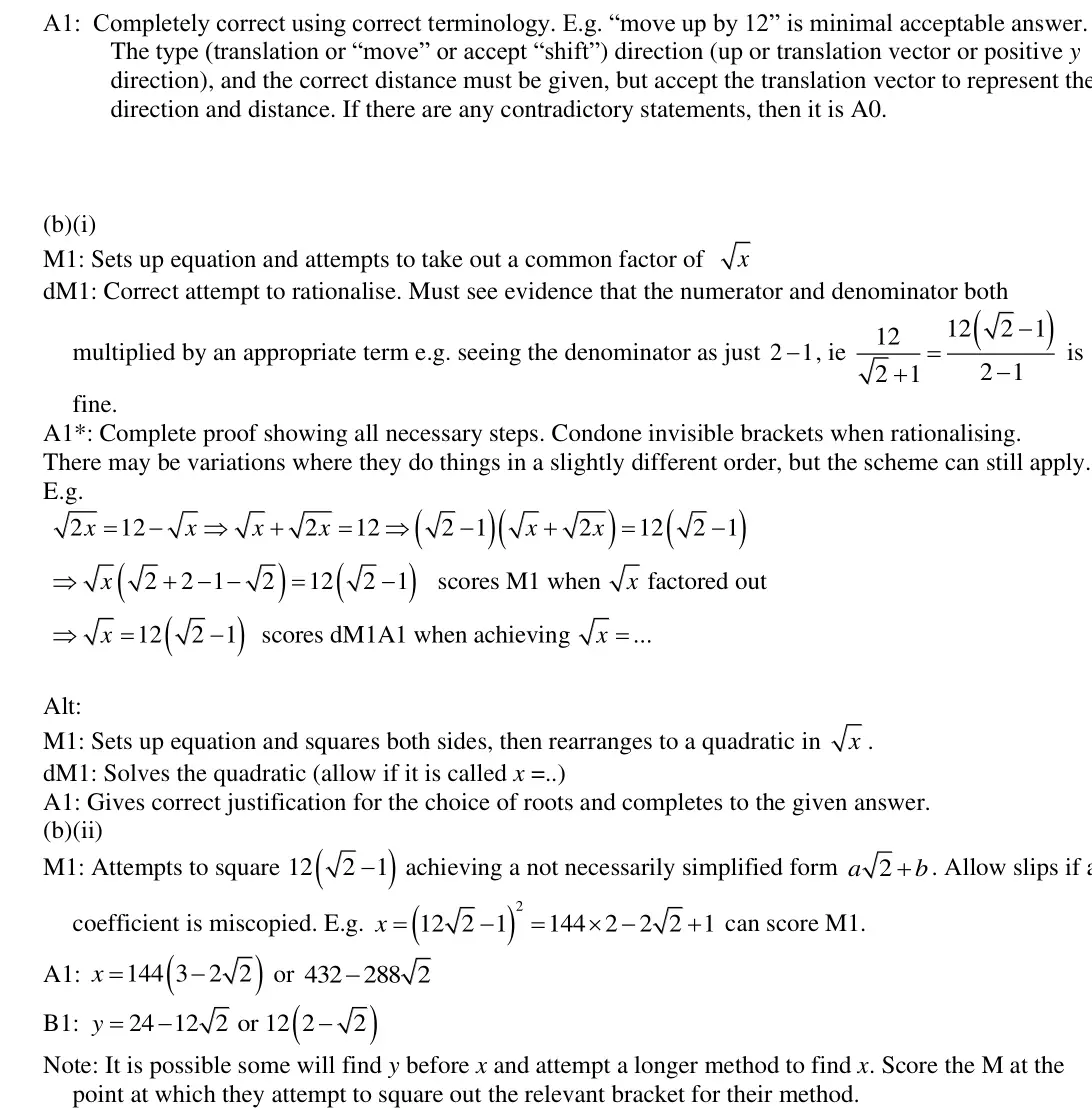 A1: Completely correct using correct terminology. E.g. “move up by 12” is minimal acceptable answer.
The type (translation or “move” or accept “shift”) direction (up or translation vector or positive y
direction), and the correct distance must be given, but accept the translation vector to represent the
direction and distance. If there are any contradictory statements, then it is A0.
(b)(i)
M1: Sets up equation and attempts to take out a common factor of √x
dM1: Correct attempt to rationalise. Must see evidence that the numerator and denominator both
multiplied by an appropriate term e.g. seeing the denominator as just 2−1, ie 12/(√2+1) = 12(√2−1)/(2−1) is
fine.
A1*: Complete proof showing all necessary steps. Condone invisible brackets when rationalising.
There may be variations where they do things in a slightly different order, but the scheme can still apply.
E.g.
√(2x) = 12 − √x ⇒ √x + √(2x) = 12 ⇒ (√2−1)(√x + √(2x)) = 12(√2−1)
⇒ √x(√2+2−1−√2) = 12(√2−1) scores M1 when √x factored out
⇒ √x = 12(√2−1) scores dM1A1 when achieving √x = ...
Alt:
M1: Sets up equation and squares both sides, then rearranges to a quadratic in √x .
dM1: Solves the quadratic (allow if it is called x =..)
A1: Gives correct justification for the choice of roots and completes to the given answer.
(b)(ii)
M1: Attempts to square 12(√2−1) achieving a not necessarily simplified form a√2+b. Allow slips if a
coefficient is miscopied. E.g. x = (12√2−1)² = 144×2−2√2+1 can score M1.
A1: x = 144(3−2√2) or 432−288√2
B1: y = 24−12√2 or 12(2−√2)
Note: It is possible some will find y before x and attempt a longer method to find x. Score the M at the
point at which they attempt to square out the relevant bracket for their method.